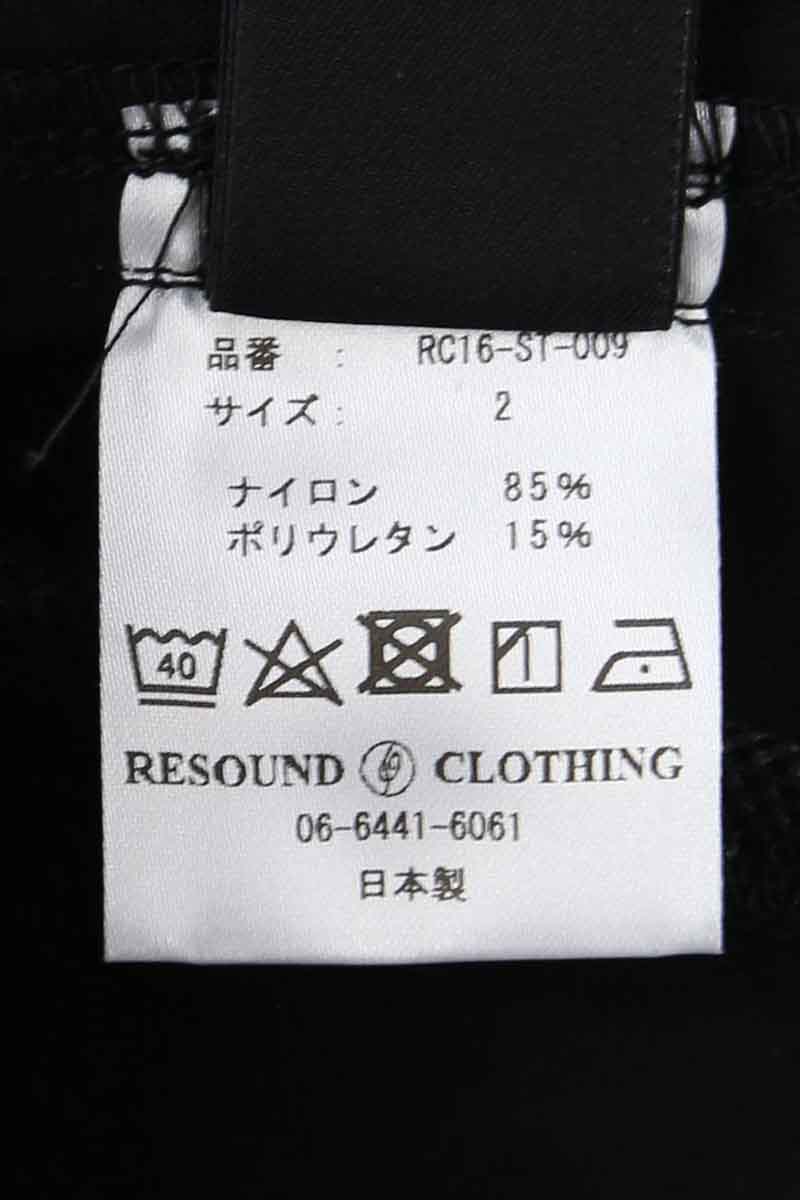 品番 : RC16-ST-009
サイズ : 2
ナイロン 85%
ポリウレタン 15%
40
RESOUND CLOTHING
06-6441-6061
日本製